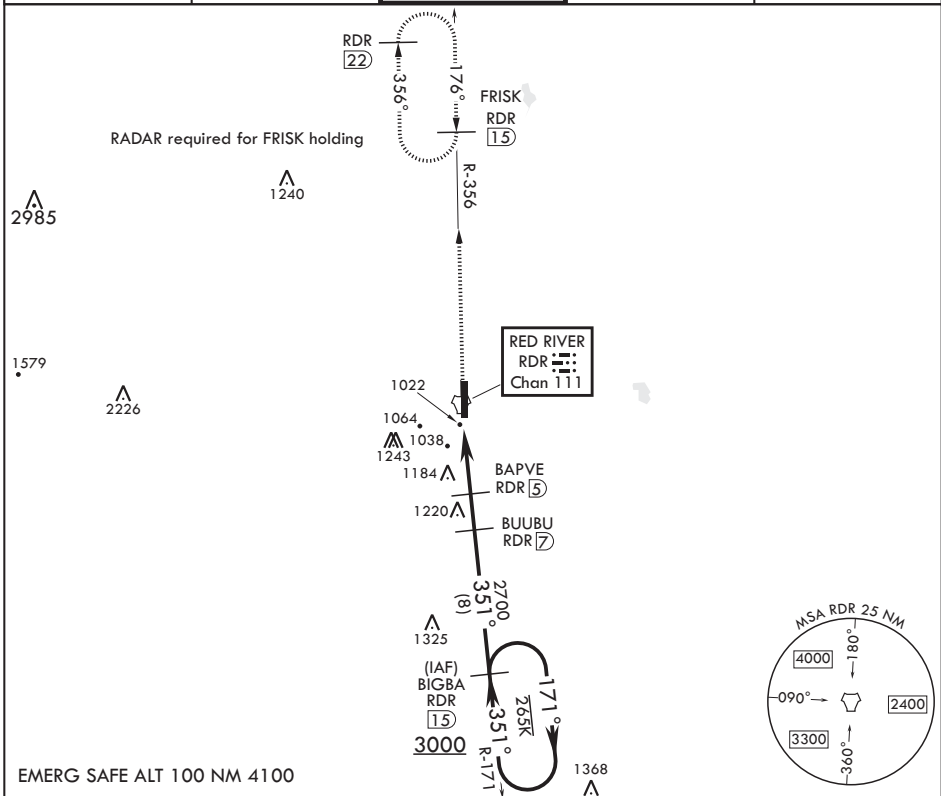 RDR
22
356°
176°
FRISK
RDR
15
RADAR required for FRISK holding
R-356
1240
2985
RED RIVER
RDR
Chan 111
1579
2226
1022
1064
1038
1243
1184
BAPVE
RDR 5
1220
BUUBU
RDR 7
2700
351°
(8)
1325
(IAF)
BIGBA
RDR
15
3000
351°
R-171
265K
171°
1368
MSA RDR 25 NM
4000
180°
090°
2400
3300
360°
EMERG SAFE ALT 100 NM 4100